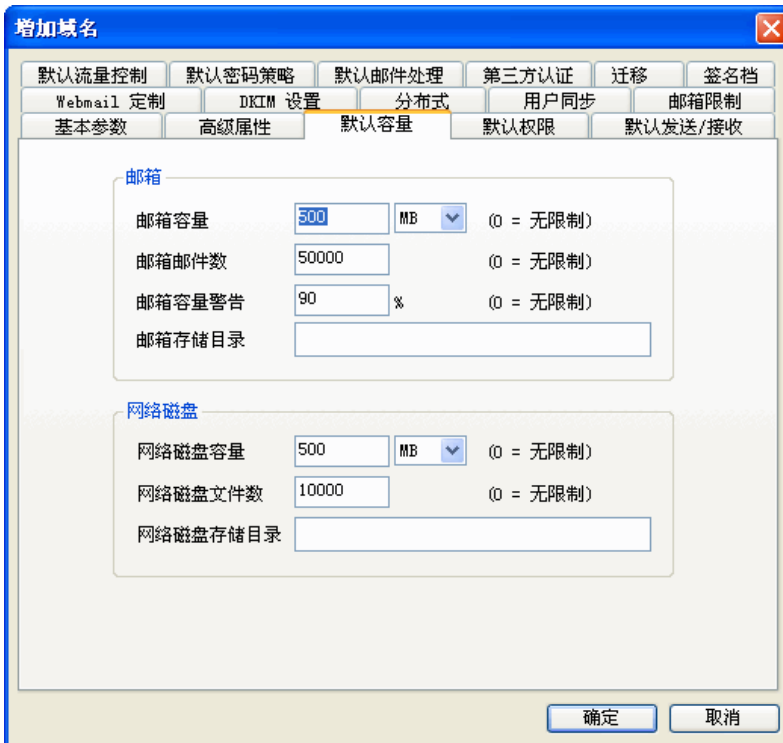 增加域名
默认流量控制 默认密码策略 默认邮件处理 第三方认证 迁移 签名档
Webmail 定制 DKIM 设置 分布式 用户同步 邮箱限制
基本参数 高级属性 默认容量 默认权限 默认发送/接收
邮箱
邮箱容量 500 MB (0 = 无限制)
邮箱邮件数 50000 (0 = 无限制)
邮箱容量警告 90 % (0 = 无限制)
邮箱存储目录
网络磁盘
网络磁盘容量 500 MB (0 = 无限制)
网络磁盘文件数 10000 (0 = 无限制)
网络磁盘存储目录
确定 取消